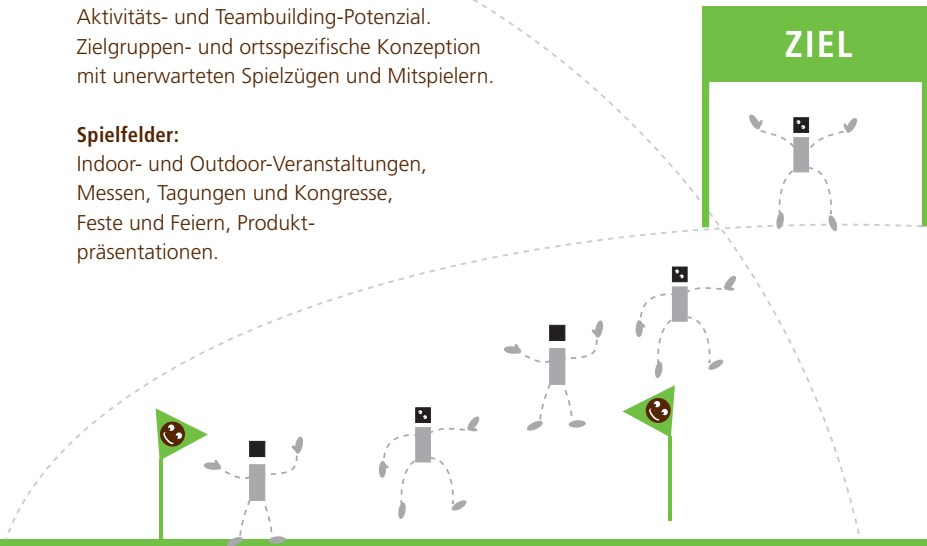 Aktivitäts- und Teambuilding-Potenzial.
Zielgruppen- und ortsspezifische Konzeption
mit unerwarteten Spielzügen und Mitspielern.
Spielfelder:
Indoor- und Outdoor-Veranstaltungen,
Messen, Tagungen und Kongresse,
Feste und Feiern, Produkt-
präsentationen.
ZIEL